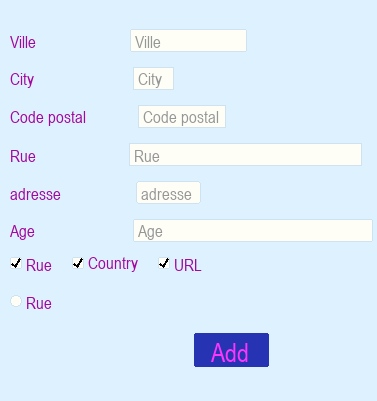 Ville Ville
City City
Code postal Code postal
Rue Rue
adresse adresse
Age Age
Rue Country URL
Rue
Add